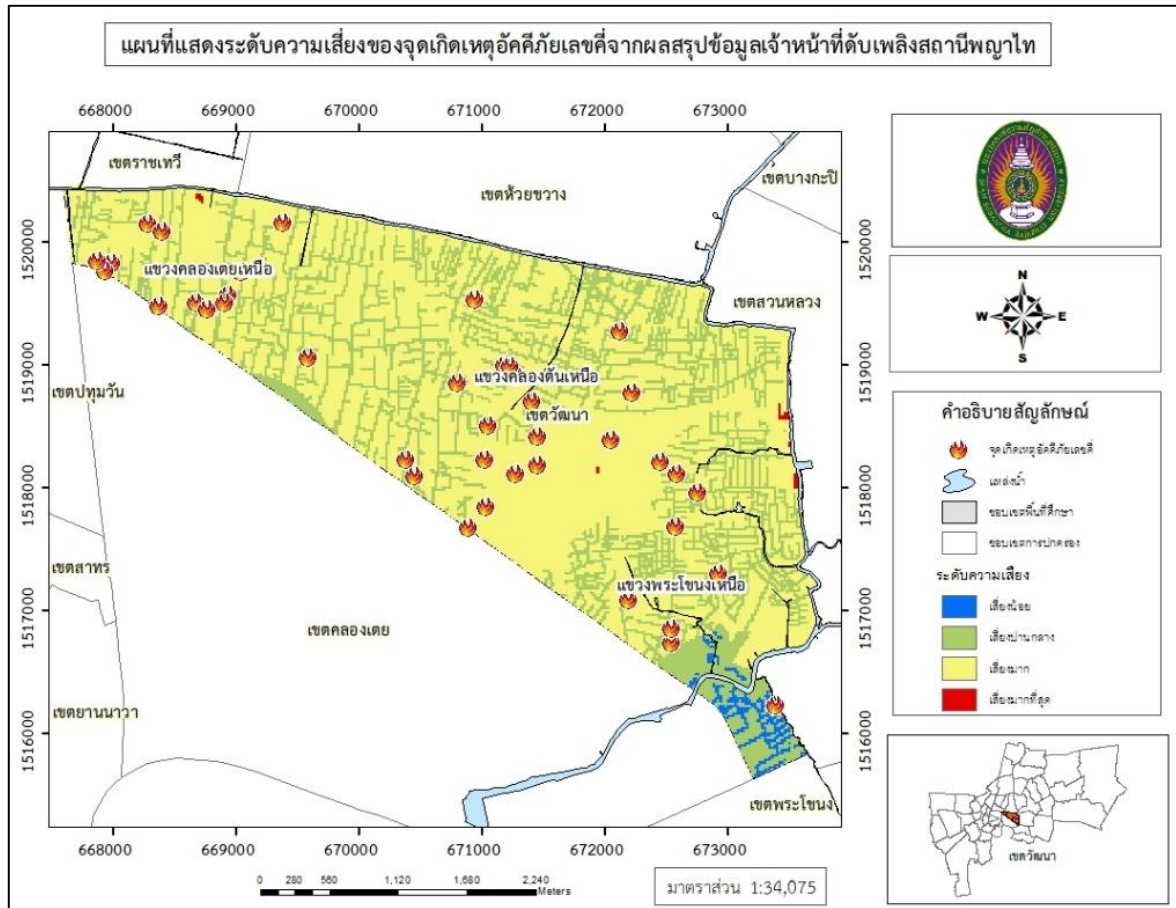 แผนที่แสดงระดับความเสี่ยงของจุดเกิดเหตุอัคคีภัยเลขคี่จากผลสรุปข้อมูลเจ้าหน้าที่ดับเพลิงสถานีพญาไท
668000 669000 670000 671000 672000 673000
เขตราชเทวี
เขตห้วยขวาง
เขตบางกะปิ
1520000
1520000
แขวงคลองเตยเหนือ
เขตสวนหลวง
1519000
1519000
แขวงคลองตันเหนือ
เขตปทุมวัน
เขตวัฒนา
1518000
1518000
เขตสาทร
แขวงพระโขนงเหนือ
1517000
1517000
เขตคลองเตย
เขตยานนาวา
1516000
1516000
เขตพระโขนง
668000 669000 670000 671000 672000 673000
0 280 560 1,120 1,680 2,240
Meters
มาตราส่วน 1:34,075
N
W E
S
คำอธิบายสัญลักษณ์
จุดเกิดเหตุอัคคีภัยเลขคี่
แหล่งน้ำ
ขอบเขตพื้นที่ศึกษา
ขอบเขตการปกครอง
ระดับความเสี่ยง
เสี่ยงน้อย
เสี่ยงปานกลาง
เสี่ยงมาก
เสี่ยงมากที่สุด
เขตวัฒนา